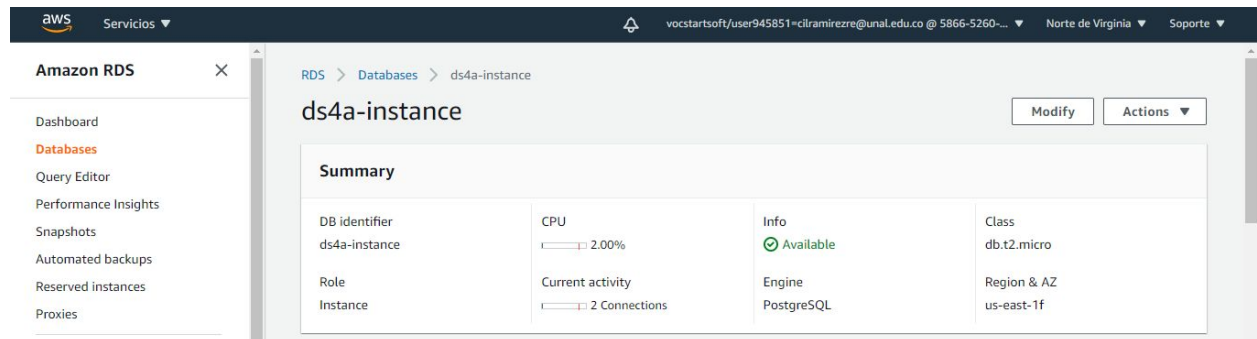 aws Servicios ▼ vocstartsoft/user945851=cilramirezre@unal.edu.co @ 5866-5260-... ▼ Norte de Virginia ▼ Soporte ▼
Amazon RDS
Dashboard
Databases
Query Editor
Performance Insights
Snapshots
Automated backups
Reserved instances
Proxies
RDS > Databases > ds4a-instance
ds4a-instance
Modify Actions ▼
Summary
DB identifier CPU Info Class
ds4a-instance 2.00% Available db.t2.micro
Role Current activity Engine Region & AZ
Instance 2 Connections PostgreSQL us-east-1f